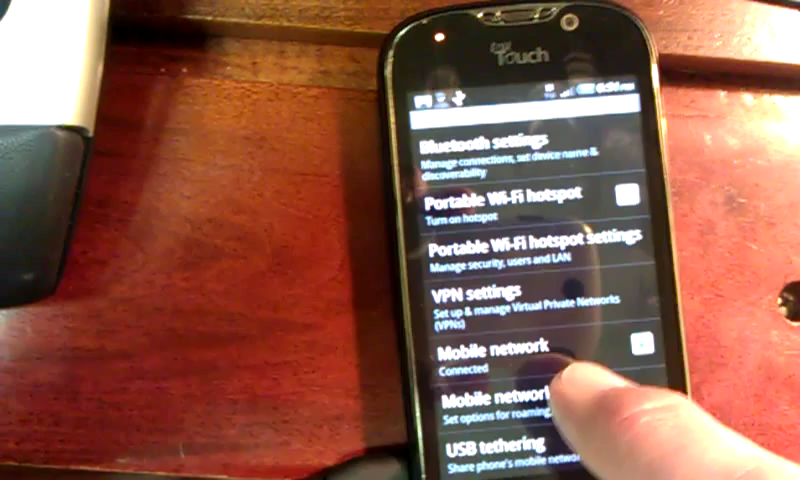 my
Touch
Bluetooth settings
Manage connections, set device name &
discoverability
Portable Wi-Fi hotspot
Turn on hotspot
Portable Wi-Fi hotspot settings
Manage security, users and LAN
VPN settings
Set up & manage Virtual Private Networks
(VPNs)
Mobile network
Connected
Mobile network
Set options for roaming,
USB tethering
Share phone's mobile